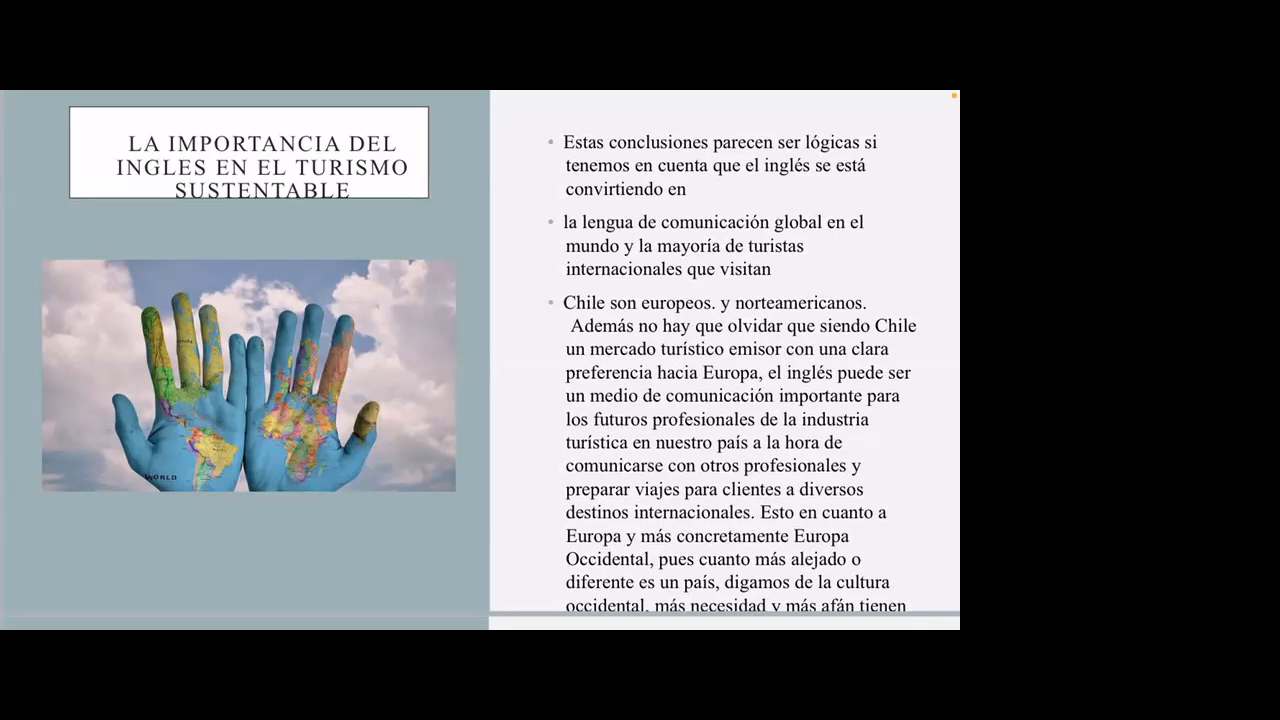 LA IMPORTANCIA DEL
INGLES EN EL TURISMO
SUSTENTABLE
• Estas conclusiones parecen ser lógicas si
tenemos en cuenta que el inglés se está
convirtiendo en
• la lengua de comunicación global en el
mundo y la mayoría de turistas
internacionales que visitan
• Chile son europeos. y norteamericanos.
Además no hay que olvidar que siendo Chile
un mercado turístico emisor con una clara
preferencia hacia Europa, el inglés puede ser
un medio de comunicación importante para
los futuros profesionales de la industria
turística en nuestro país a la hora de
comunicarse con otros profesionales y
preparar viajes para clientes a diversos
destinos internacionales. Esto en cuanto a
Europa y más concretamente Europa
Occidental, pues cuanto más alejado o
diferente es un país, digamos de la cultura
occidental, más necesidad y más afán tienen
WORLD